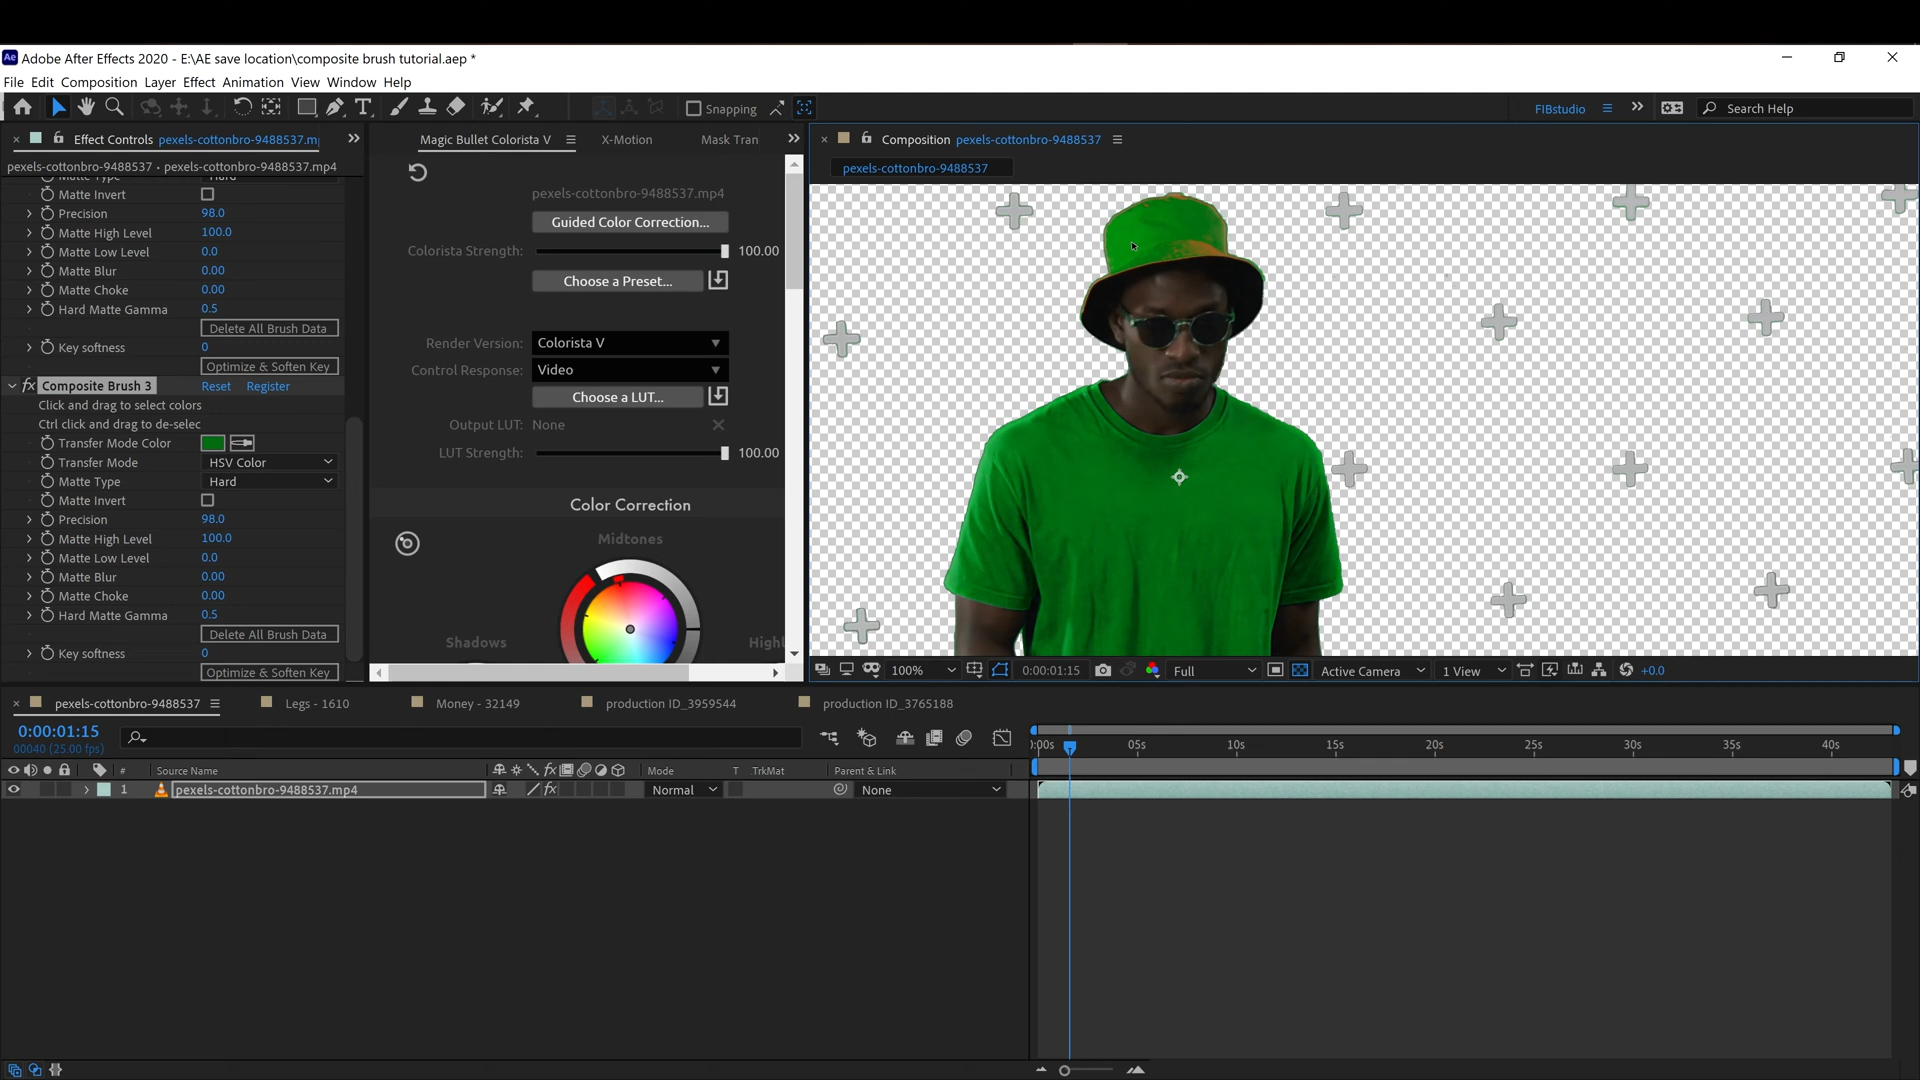 Ae Adobe After Effects 2020 - E:\AE save location\composite brush tutorial.aep *
File Edit Composition Layer Effect Animation View Window Help
Snapping
FIBstudio
Search Help
Effect Controls pexels-cottonbro-9488537.m
Magic Bullet Colorista V
X-Motion
Mask Tran
Composition pexels-cottonbro-9488537
pexels-cottonbro-9488537 • pexels-cottonbro-9488537.mp4
pexels-cottonbro-9488537
Matte Type Hard
Matte Invert
Precision 98.0
Matte High Level 100.0
Matte Low Level 0.0
Matte Blur 0.00
Matte Choke 0.00
Hard Matte Gamma 0.5
Delete All Brush Data
Key softness 0
Optimize & Soften Key
fx Composite Brush 3 Reset Register
Click and drag to select colors
Ctrl click and drag to de-selec
Transfer Mode Color
Transfer Mode HSV Color
Matte Type Hard
Matte Invert
Precision 98.0
Matte High Level 100.0
Matte Low Level 0.0
Matte Blur 0.00
Matte Choke 0.00
Hard Matte Gamma 0.5
Delete All Brush Data
Key softness 0
Optimize & Soften Key
pexels-cottonbro-9488537.mp4
Guided Color Correction...
Colorista Strength: 100.00
Choose a Preset...
Render Version: Colorista V
Control Response: Video
Choose a LUT...
Output LUT: None
LUT Strength: 100.00
Color Correction
Midtones
Shadows
Highl
100% 0:00:01:15 Full Active Camera 1 View +0.0
pexels-cottonbro-9488537
Legs - 1610
Money - 32149
production ID_3959544
production ID_3765188
0:00:01:15
00040 (25.00 fps)
):00s 05s 10s 15s 20s 25s 30s 35s 40s
# Source Name fx Mode T .TrkMat Parent & Link
1 pexels-cottonbro-9488537.mp4 fx Normal None